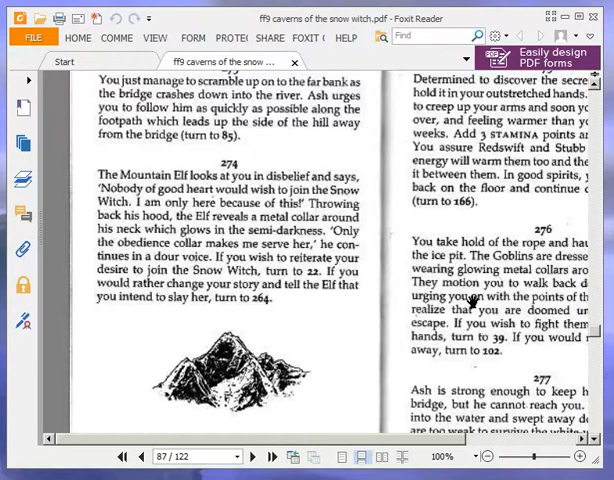 ff9 caverns of the snow witch.pdf - Foxit Reader
FILE
HOME
COMME
CONVE
FORM
PROTE
SHARE
FOXIT C
HELP
Find
Start
ff9 caverns of the snow ...
Easily design
PDF forms
You just manage to scramble up on to the far bank as
the bridge crashes down into the river. Ash urges
you to follow him as quickly as possible along the
footpath which leads up the side of the hill away
from the bridge (turn to 85).
274
The Mountain Elf looks at you in disbelief and says,
'Nobody of good heart would wish to join the Snow
Witch. I am only here because of this!' Throwing
back his hood, the Elf reveals a metal collar around
his neck which glows in the semi-darkness. 'Only
the obedience collar makes me serve her,' he con-
tinues in a dour voice. If you wish to reiterate your
desire to join the Snow Witch, turn to 22. If you
would rather change your story and tell the Elf that
you intend to slay her, turn to 264.
Determined to discover the secre
hold it in your outstretched hands.
to creep up your arms and soon yo
over, and feeling warmer than yo
weeks. Add 3 STAMINA points an
You assure Redswift and Stubb
energy will warm them too and the
it between them. In good spirits, y
back on the floor and continue o
(turn to 166).
276
You take hold of the rope and hau
the ice pit. The Goblins are dresse
wearing glowing metal collars aro
They motion you to walk back d
urging you on with the points of th
realize that you are doomed un
escape. If you wish to fight them
hands, turn to 39. If you would r
away, turn to 102.
277
Ash is strong enough to keep h
bridge, but he cannot reach you.
into the water and swept away do
are too weak to survive the white-w
87 / 122
100%